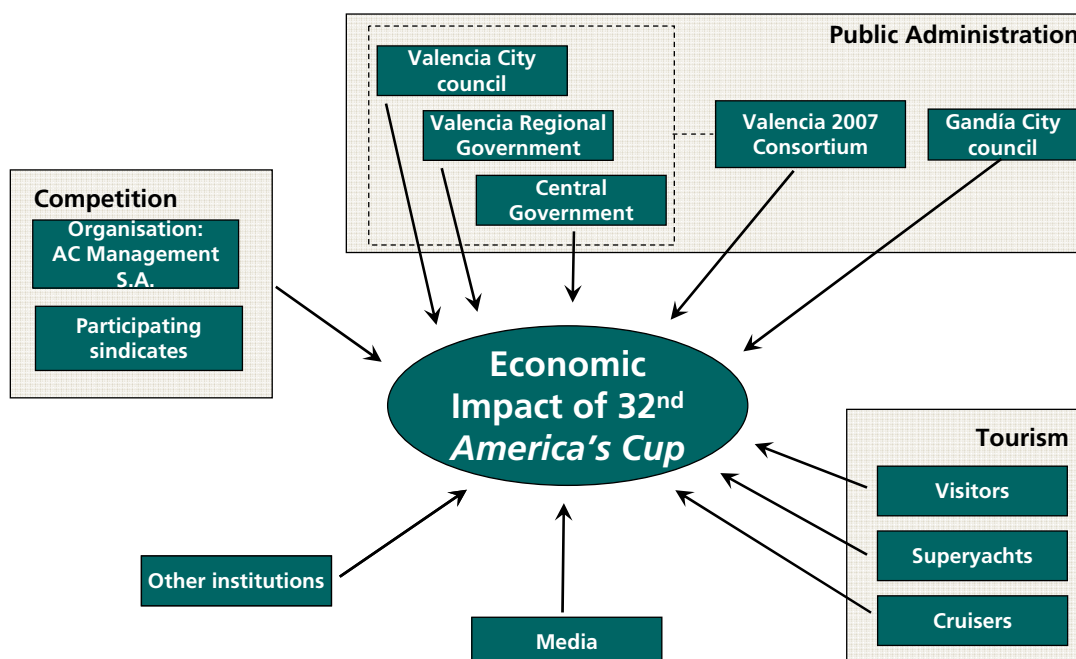 Public Administration
Valencia City
council
Valencia Regional
Government
Central
Government
Valencia 2007
Consortium
Gandía City
council
Competition
Organisation:
AC Management
S.A.
Participating
sindicates
Economic
Impact of 32nd
America's Cup
Tourism
Visitors
Superyachts
Cruisers
Other institutions
Media